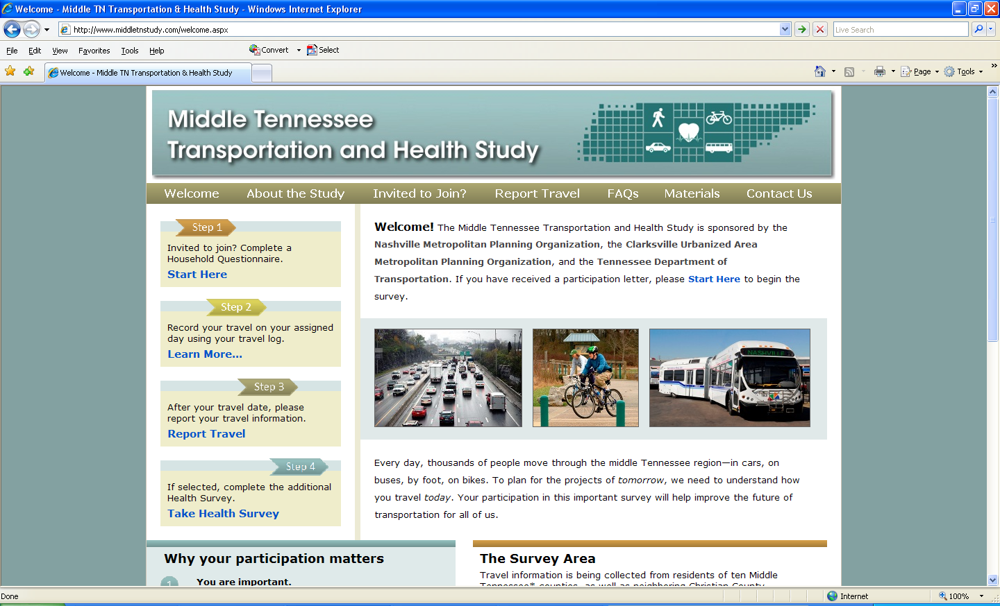 Welcome - Middle TN Transportation & Health Study - Windows Internet Explorer
http://www.middletnstudy.com/welcome.aspx
Live Search
File Edit View Favorites Tools Help
Convert Select
Welcome - Middle TN Transportation & Health Study
Page Tools
Middle Tennessee
Transportation and Health Study
Welcome About the Study Invited to Join? Report Travel FAQs Materials Contact Us
Step 1
Invited to join? Complete a
Household Questionnaire.
Start Here
Step 2
Record your travel on your assigned
day using your travel log.
Learn More...
Step 3
After your travel date, please
report your travel information.
Report Travel
Step 4
If selected, complete the additional
Health Survey.
Take Health Survey
Welcome! The Middle Tennessee Transportation and Health Study is sponsored by the
Nashville Metropolitan Planning Organization, the Clarksville Urbanized Area
Metropolitan Planning Organization, and the Tennessee Department of
Transportation. If you have received a participation letter, please Start Here to begin the
survey.
NASHVILLE
Every day, thousands of people move through the middle Tennessee region—in cars, on
buses, by foot, on bikes. To plan for the projects of tomorrow, we need to understand how
you travel today. Your participation in this important survey will help improve the future of
transportation for all of us.
Why your participation matters
1 You are important.
The Survey Area
Travel information is being collected from residents of ten Middle
Tennessee* counties, as well as neighboring Christian County,
Done
Internet
100%